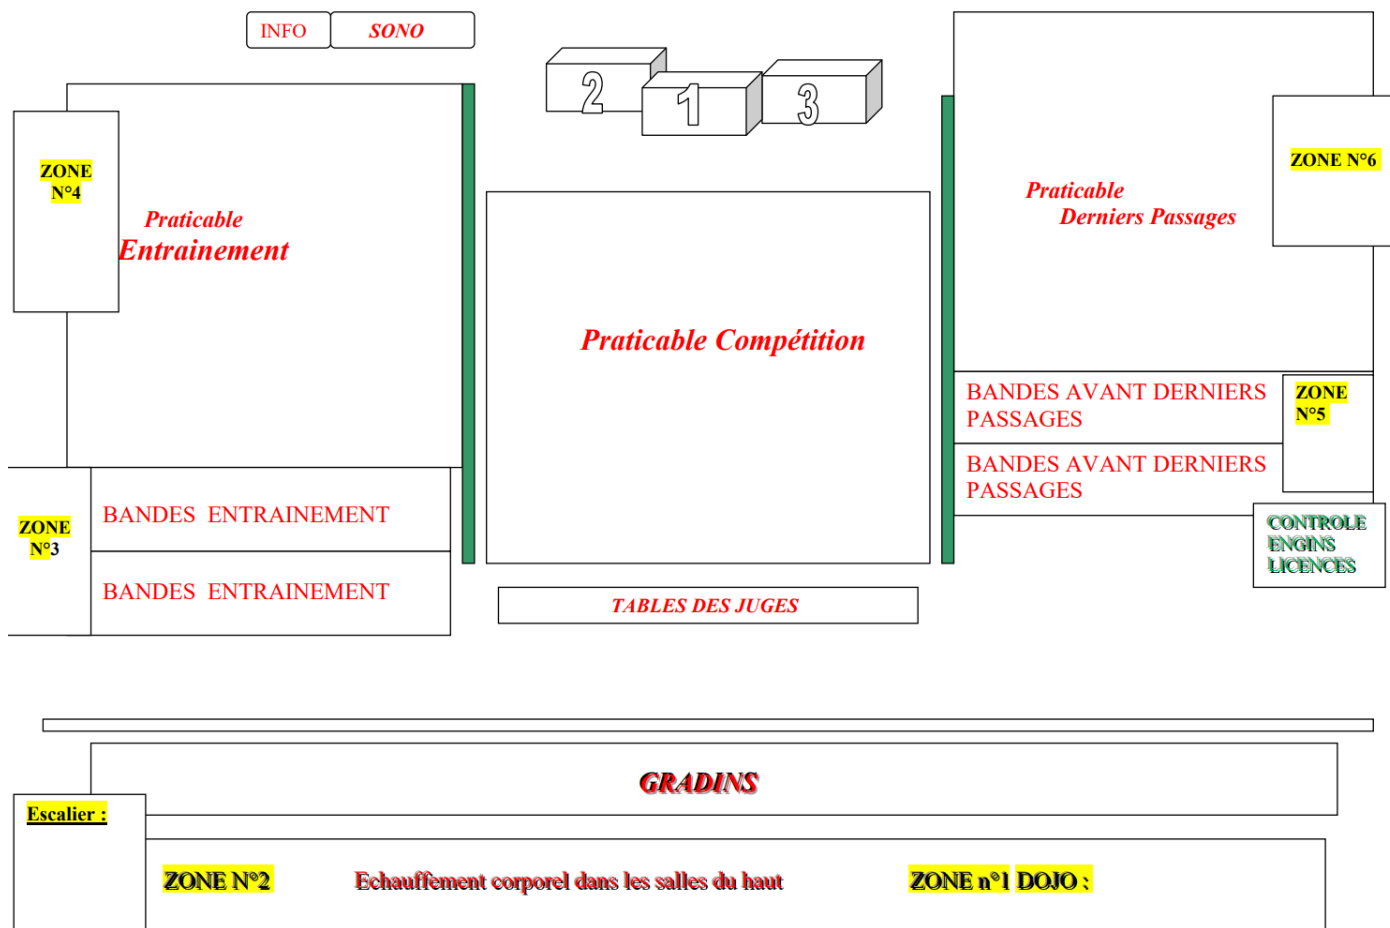 INFO
SONO
2
1
3
ZONE
N°4
ZONE N°6
Praticable
Entrainement
Praticable
Derniers Passages
Praticable Compétition
BANDES AVANT DERNIERS
PASSAGES
ZONE
N°5
BANDES AVANT DERNIERS
PASSAGES
ZONE
N°3
BANDES ENTRAINEMENT
BANDES ENTRAINEMENT
CONTROLE
ENGINS
LICENCES
TABLES DES JUGES
GRADINS
Escalier :
ZONE N°2
Echauffement corporel dans les salles du haut
ZONE n°1 DOJO :